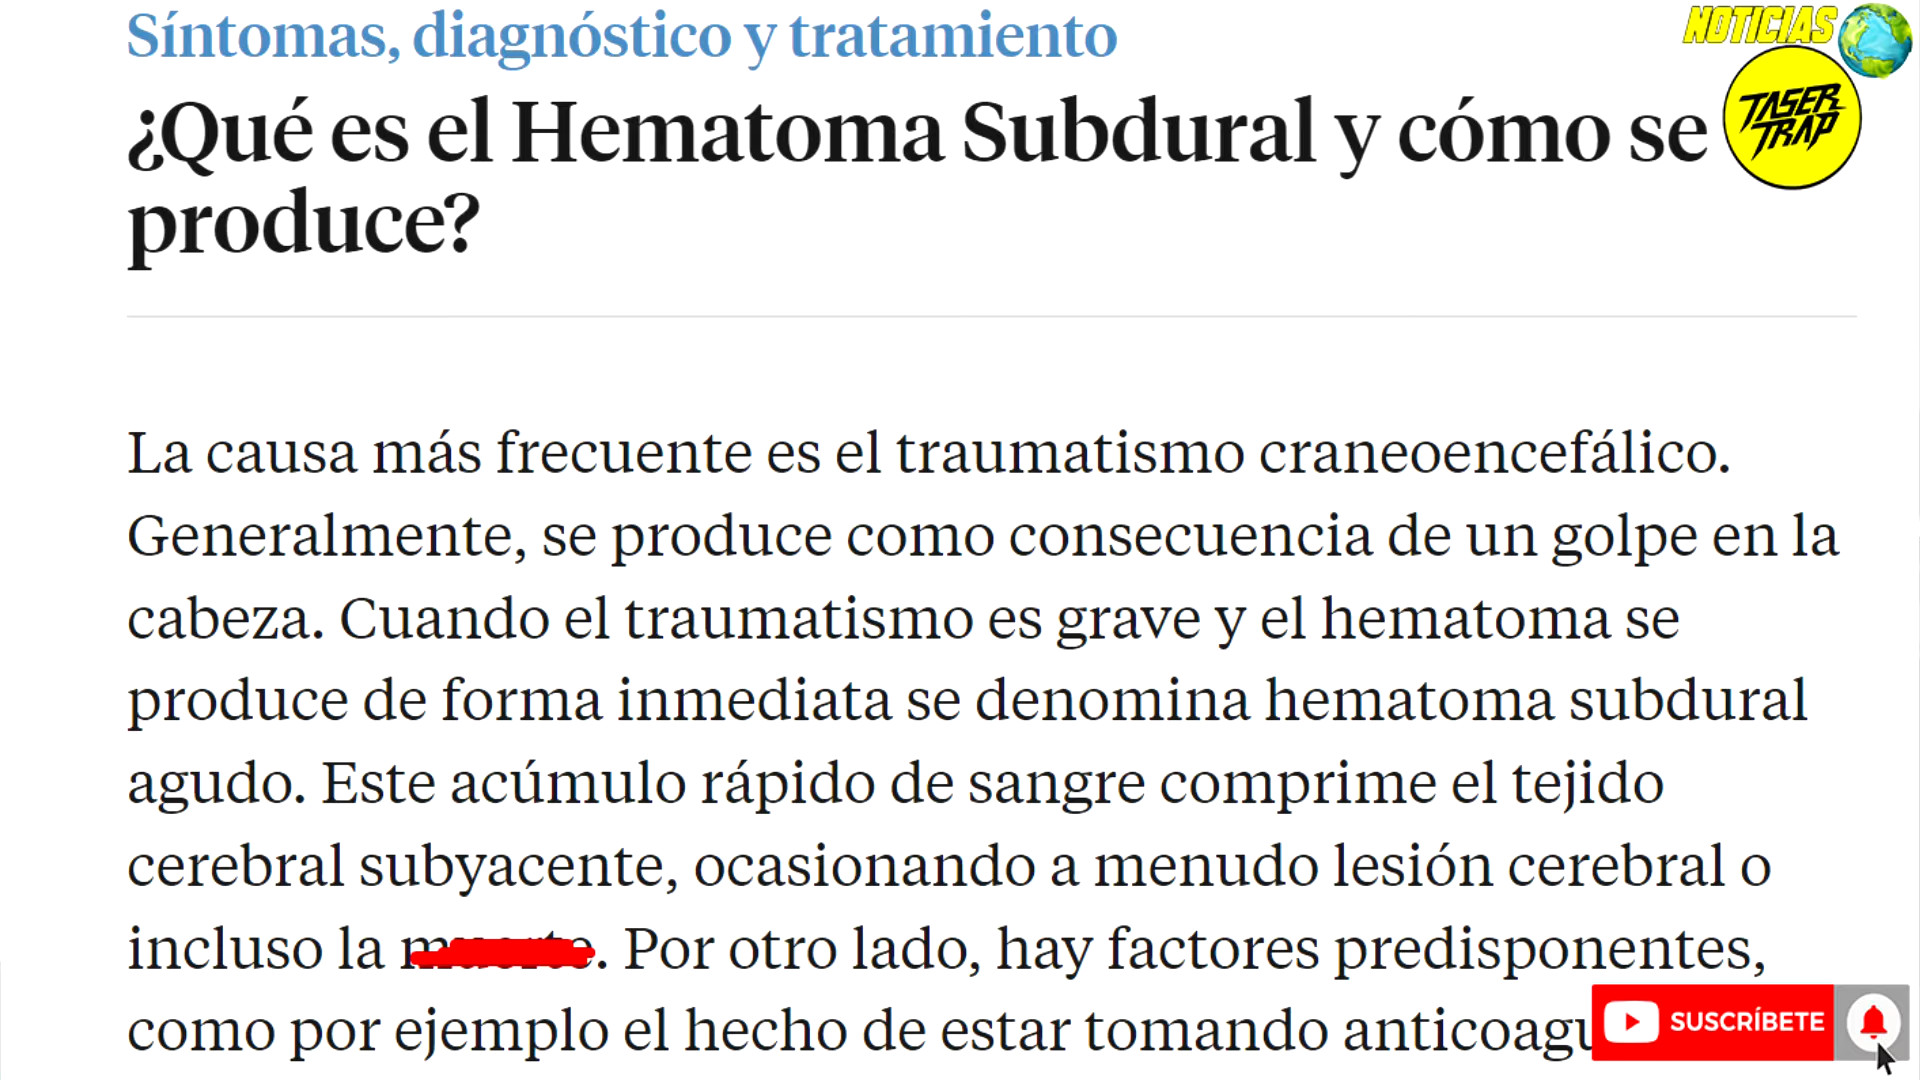 Síntomas, diagnóstico y tratamiento
NOTICIAS
¿Qué es el Hematoma Subdural y cómo se
TASER
TRAP
produce?
La causa más frecuente es el traumatismo craneoencefálico.
Generalmente, se produce como consecuencia de un golpe en la
cabeza. Cuando el traumatismo es grave y el hematoma se
produce de forma inmediata se denomina hematoma subdural
agudo. Este acúmulo rápido de sangre comprime el tejido
cerebral subyacente, ocasionando a menudo lesión cerebral o
incluso la muerte. Por otro lado, hay factores predisponentes,
como por ejemplo el hecho de estar tomando anticoagu
SUSCRÍBETE